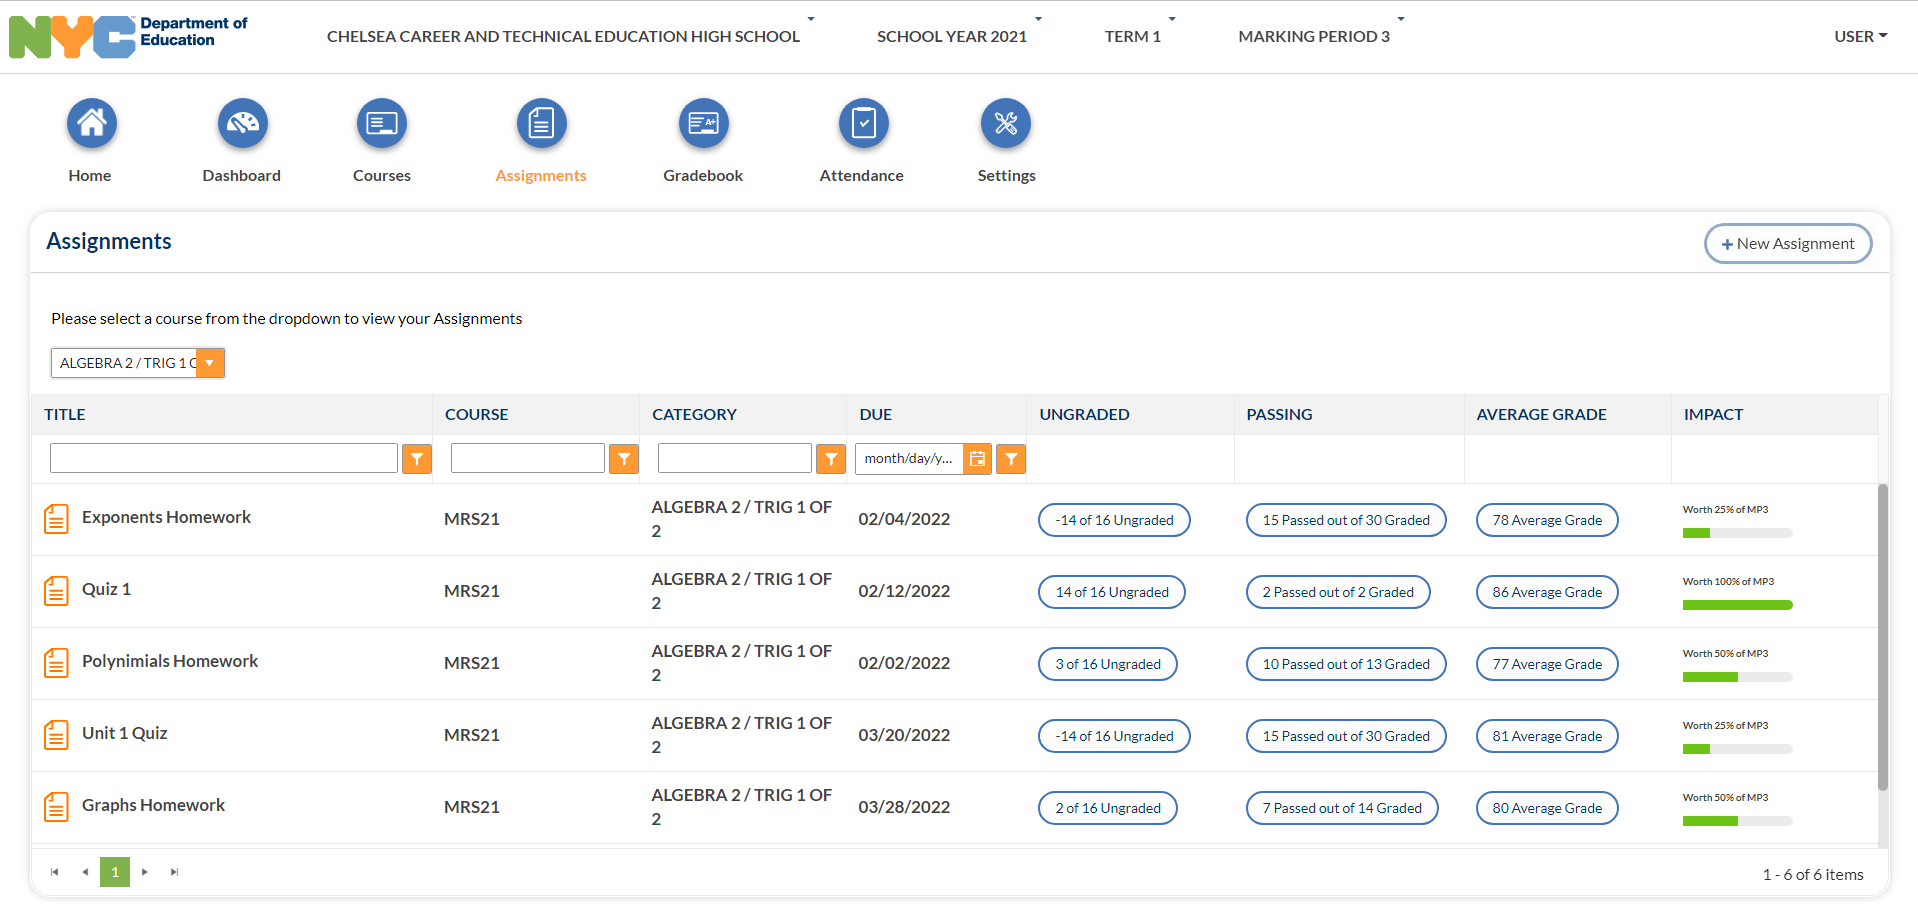 NYC Department of
Education
CHELSEA CAREER AND TECHNICAL EDUCATION HIGH SCHOOL SCHOOL YEAR 2021 TERM 1 MARKING PERIOD 3 USER
Home Dashboard Courses Assignments Gradebook Attendance Settings
Assignments
+ New Assignment
Please select a course from the dropdown to view your Assignments
ALGEBRA 2 / TRIG 1
TITLE COURSE CATEGORY DUE UNGRADED PASSING AVERAGE GRADE IMPACT
month/day/y...
Exponents Homework MRS21 ALGEBRA 2 / TRIG 1 OF 2 02/04/2022 -14 of 16 Ungraded 15 Passed out of 30 Graded 78 Average Grade Worth 25% of MP3
Quiz 1 MRS21 ALGEBRA 2 / TRIG 1 OF 2 02/12/2022 14 of 16 Ungraded 2 Passed out of 2 Graded 86 Average Grade Worth 100% of MP3
Polynimials Homework MRS21 ALGEBRA 2 / TRIG 1 OF 2 02/02/2022 3 of 16 Ungraded 10 Passed out of 13 Graded 77 Average Grade Worth 50% of MP3
Unit 1 Quiz MRS21 ALGEBRA 2 / TRIG 1 OF 2 03/20/2022 -14 of 16 Ungraded 15 Passed out of 30 Graded 81 Average Grade Worth 25% of MP3
Graphs Homework MRS21 ALGEBRA 2 / TRIG 1 OF 2 03/28/2022 2 of 16 Ungraded 7 Passed out of 14 Graded 80 Average Grade Worth 50% of MP3
1
1 - 6 of 6 items